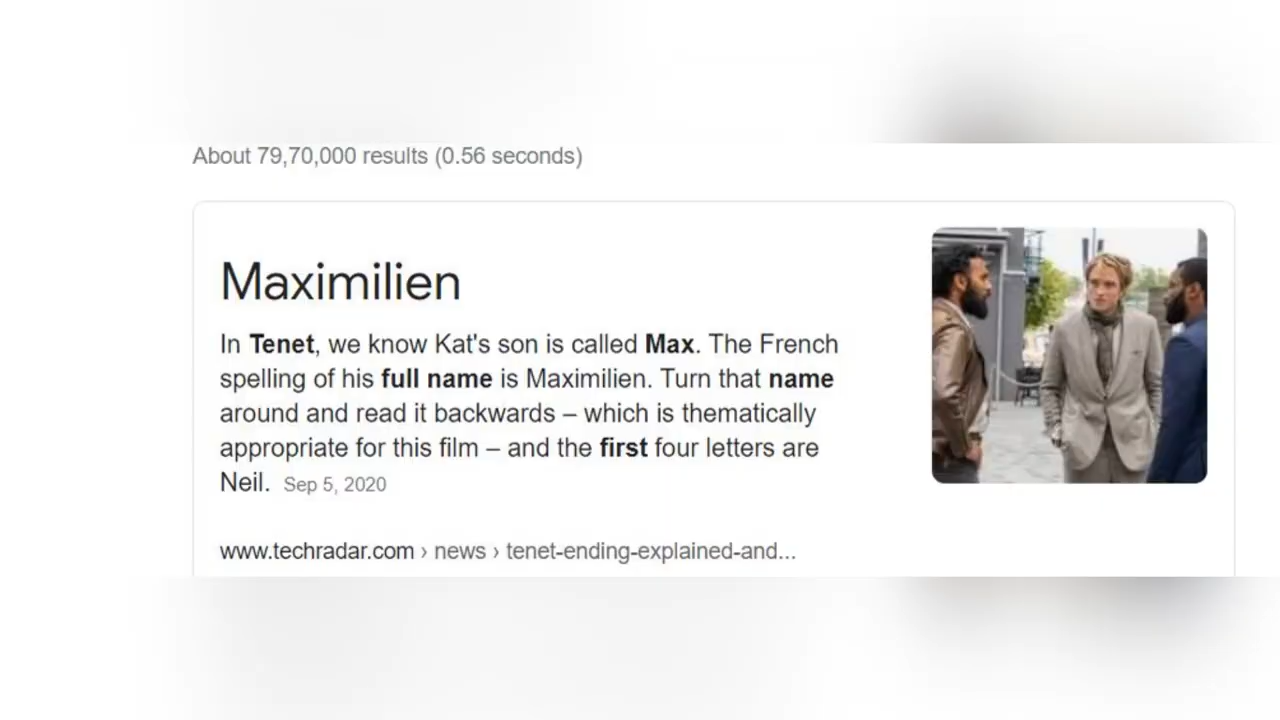 About 79,70,000 results (0.56 seconds)
Maximilien
In Tenet, we know Kat's son is called Max. The French
spelling of his full name is Maximilien. Turn that name
around and read it backwards – which is thematically
appropriate for this film – and the first four letters are
Neil. Sep 5, 2020
www.techradar.com › news › tenet-ending-explained-and...